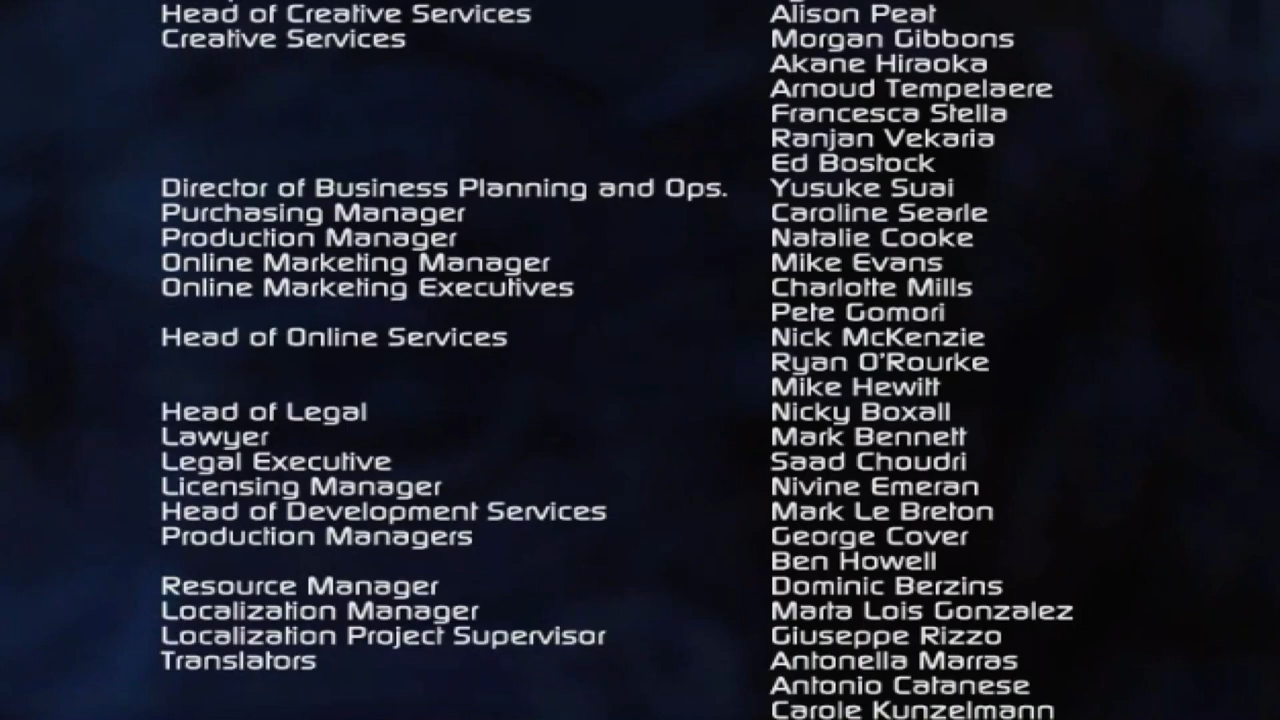 Head of Creative Services Alison Peat
Creative Services Morgan Gibbons
Akane Hiraoka
Arnoud Tempelaere
Francesca Stella
Ranjan Vekaria
Ed Bostock
Director of Business Planning and Ops. Yusuke Suai
Purchasing Manager Caroline Searle
Production Manager Natalie Cooke
Online Marketing Manager Mike Evans
Online Marketing Executives Charlotte Mills
Pete Gomori
Head of Online Services Nick McKenzie
Ryan O'Rourke
Mike Hewitt
Head of Legal Nicky Boxall
Lawyer Mark Bennett
Legal Executive Saad Choudri
Licensing Manager Nivine Emeran
Head of Development Services Mark Le Breton
Production Managers George Cover
Ben Howell
Resource Manager Dominic Berzins
Localization Manager Marta Lois Gonzalez
Localization Project Supervisor Giuseppe Rizzo
Translators Antonella Marras
Antonio Catanese
Carole Kunzelmann